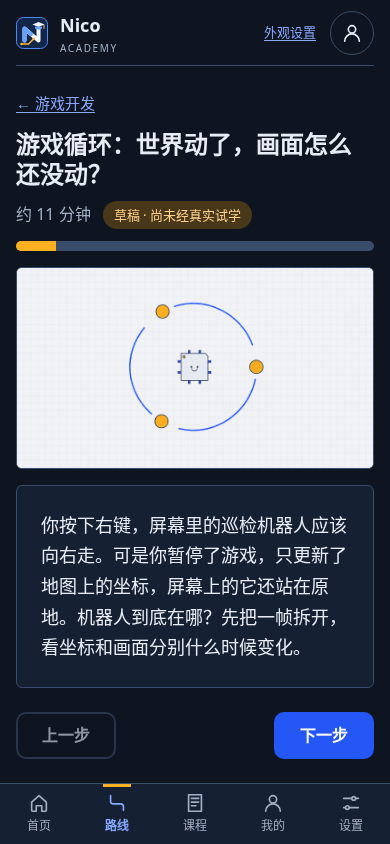 Nico
ACADEMY
外观设置
← 游戏开发
游戏循环：世界动了，画面怎么
还没动？
约 11 分钟
草稿 · 尚未经真实试学
你按下右键，屏幕里的巡检机器人应该
向右走。可是你暂停了游戏，只更新了
地图上的坐标，屏幕上的它还站在原
地。机器人到底在哪？先把一帧拆开，
看坐标和画面分别什么时候变化。
上一步
下一步
首页
路线
课程
我的
设置